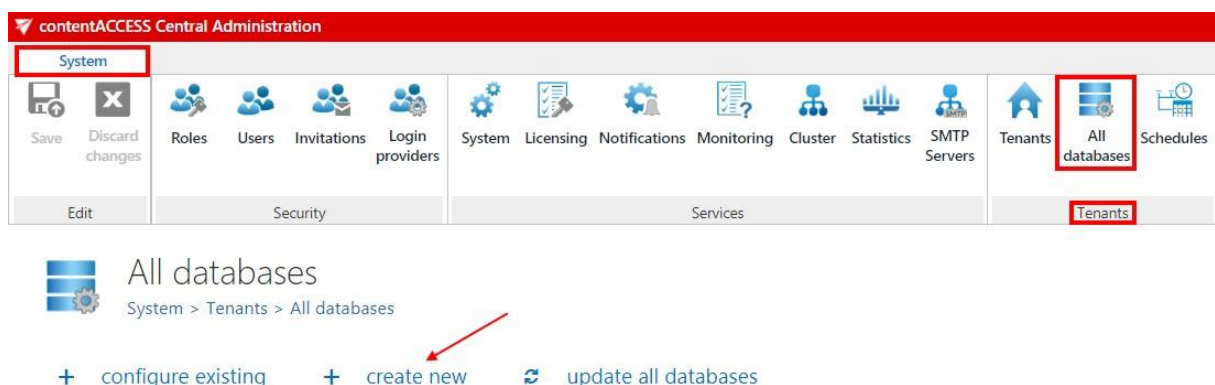 contentACCESS Central Administration
System
Save
Discard
changes
Roles
Users
Invitations
Login
providers
System
Licensing
Notifications
Monitoring
Cluster
Statistics
SMTP
SMTP
Servers
Tenants
All
databases
Schedules
Edit
Security
Services
Tenants
All databases
System > Tenants > All databases
+ configure existing + create new update all databases